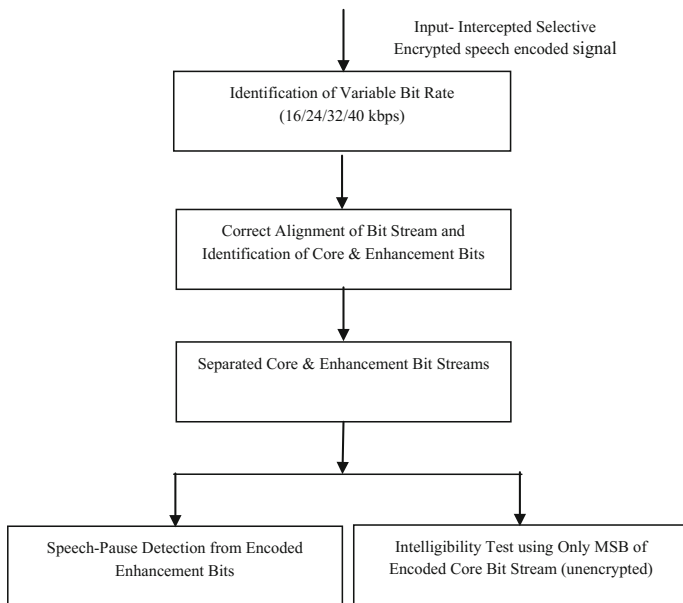 Input- Intercepted Selective
Encrypted speech encoded signal
Identification of Variable Bit Rate
(16/24/32/40 kbps)
Correct Alignment of Bit Stream and
Identification of Core & Enhancement Bits
Separated Core & Enhancement Bit Streams
Speech-Pause Detection from Encoded
Enhancement Bits
Intelligibility Test using Only MSB of
Encoded Core Bit Stream (unencrypted)